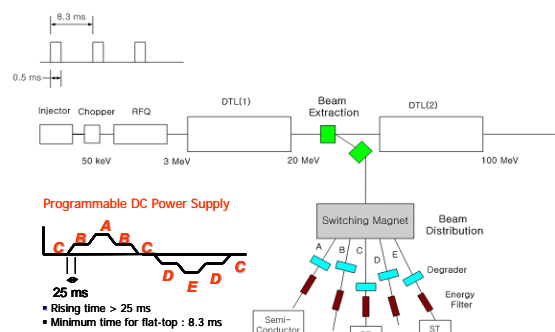 8.3 ms
0.5 ms
Injector Chopper RFQ DTL(1) Beam Extraction DTL(2)
50 keV 3 MeV 20 MeV 100 MeV
Programmable DC Power Supply
C B A B C D E D C
25 ms
▪ Rising time > 25 ms
▪ Minimum time for flat-top : 8.3 ms
Switching Magnet
Beam
Distribution
A B C D E
Degrader
Energy
Filter
Semi-
Conductor
ST